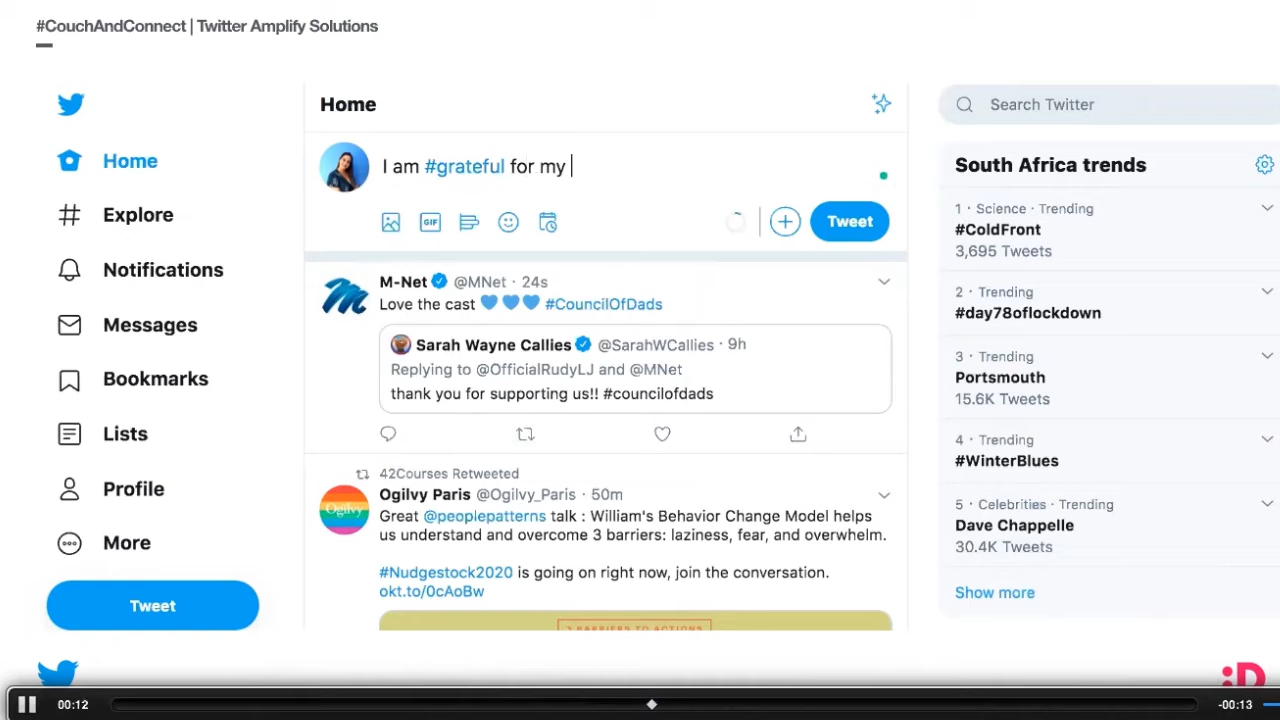 #CouchAndConnect | Twitter Amplify Solutions
Home
Explore
Notifications
Messages
Bookmarks
Lists
Profile
More
Tweet
Home
I am #grateful for my
GIF
Tweet
M-Net @MNet · 24s
Love the cast 💙 💙 💙 #CouncilOfDads
Sarah Wayne Callies @SarahWCallies · 9h
Replying to @OfficialRudyLJ and @MNet
thank you for supporting us!! #councilofdads
42Courses Retweeted
Ogilvy Paris @Ogilvy_Paris · 50m
Ogilvy
Great @peoplepatterns talk : William's Behavior Change Model helps
us understand and overcome 3 barriers: laziness, fear, and overwhelm.
#Nudgestock2020 is going on right now, join the conversation.
okt.to/0cAoBw
3 BARRIERS TO ACTIONS
Search Twitter
South Africa trends
1 · Science · Trending
#ColdFront
3,695 Tweets
2 · Trending
#day78oflockdown
3 · Trending
Portsmouth
15.6K Tweets
4 · Trending
#WinterBlues
5 · Celebrities · Trending
Dave Chappelle
30.4K Tweets
Show more
:D
00:12
-00:13